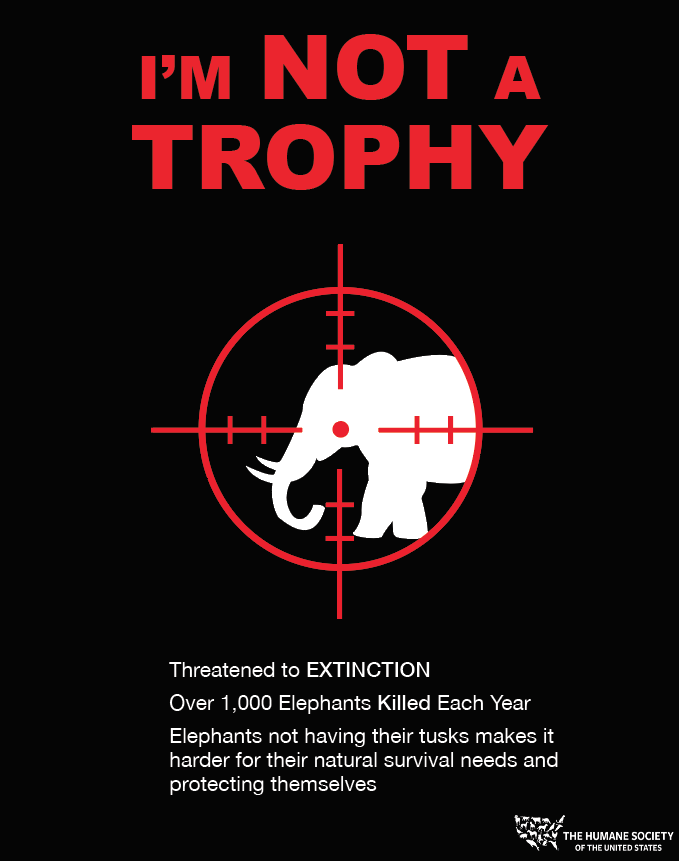 I'M NOT A
TROPHY
Threatened to EXTINCTION
Over 1,000 Elephants Killed Each Year
Elephants not having their tusks makes it
harder for their natural survival needs and
protecting themselves
THE HUMANE SOCIETY
OF THE UNITED STATES